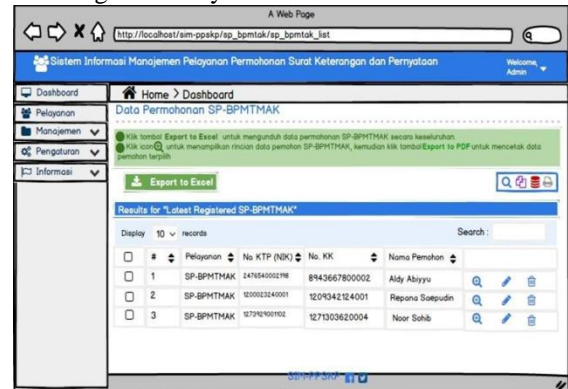 A Web Page
http://localhost/sim-ppskp/sp_bpmtak/sp_bpmtak_list
Sistem Informasi Manajemen Pelayanan Permohonan Surat Keterangan dan Pernyataan
Welcome,
Admin
Dashboard
Pelayanan
Manajemen
Pengaturan
Informasi
Home > Dashboard
Data Permohonan SP-BPMTMAK
Klik tombol Export to Excel untuk mengunduh data permohonan SP-BPMTMAK secara keseluruhan.
Klik icon untuk menampilkan rincian data pemohon SP-BPMTMAK, kemudian klik tombol Export to PDF untuk mencetak data
pemohon terpilih
Export to Excel
Results for "Latest Registered SP-BPMTMAK"
Display 10 records Search :
# Pelayanan No KTP (NIK) No. KK Nama Pemohon
1 SP-BPMTMAK 2476540002198 8943667800002 Aldy Abiyyu
2 SP-BPMTMAK 1200023240001 1209342124001 Repana Saepudin
3 SP-BPMTMAK 1273929001102 1271303620004 Noor Sohib
SIM-PPSKP